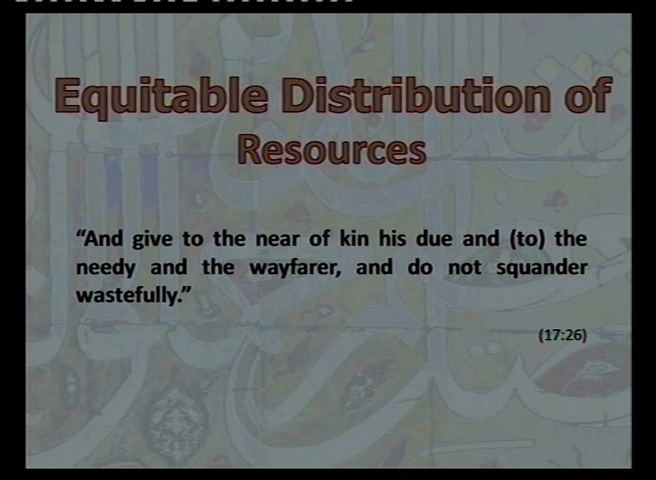 Equitable Distribution of
Resources
“And give to the near of kin his due and (to) the
needy and the wayfarer, and do not squander
wastefully.”
(17:26)